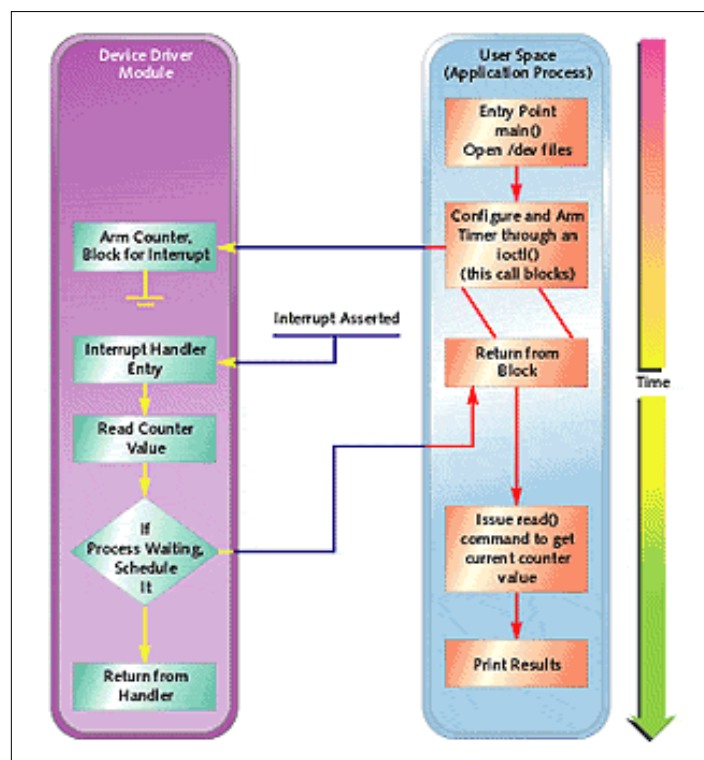 Device Driver
Module
Arm Counter,
Block for Interrupt
Interrupt Handler
Entry
Read Counter
Value
If
Process Waiting,
Schedule
It
Return from
Handler
Interrupt Asserted
User Space
(Application Process)
Entry Point
main()
Open /dev files
Configure and Arm
Timer through an
ioctl()
(this call blocks)
Return from
Block
Issue read()
command to get
current counter
value
Print Results
Time